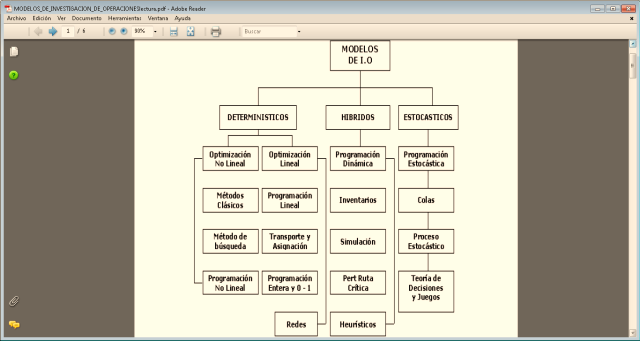 MODELOS_DE_INVESTIGACION_DE_OPERACIONESlectura.pdf - Adobe Reader
Archivo Edición Ver Documento Herramientas Ventana Ayuda
1 / 6 90% Buscar
MODELOS
DE I.O
DETERMINISTICOS HIBRIDOS ESTOCASTICOS
Optimización
No Lineal
Optimización
Lineal
Programación
Dinámica
Programación
Estocástica
Métodos
Clásicos
Programación
Lineal
Inventarios
Colas
Método de
búsqueda
Transporte y
Asignación
Simulación
Proceso
Estocástico
Programación
No Lineal
Programación
Entera y 0 - 1
Pert Ruta
Crítica
Teoría de
Decisiones
y Juegos
Redes
Heurísticos